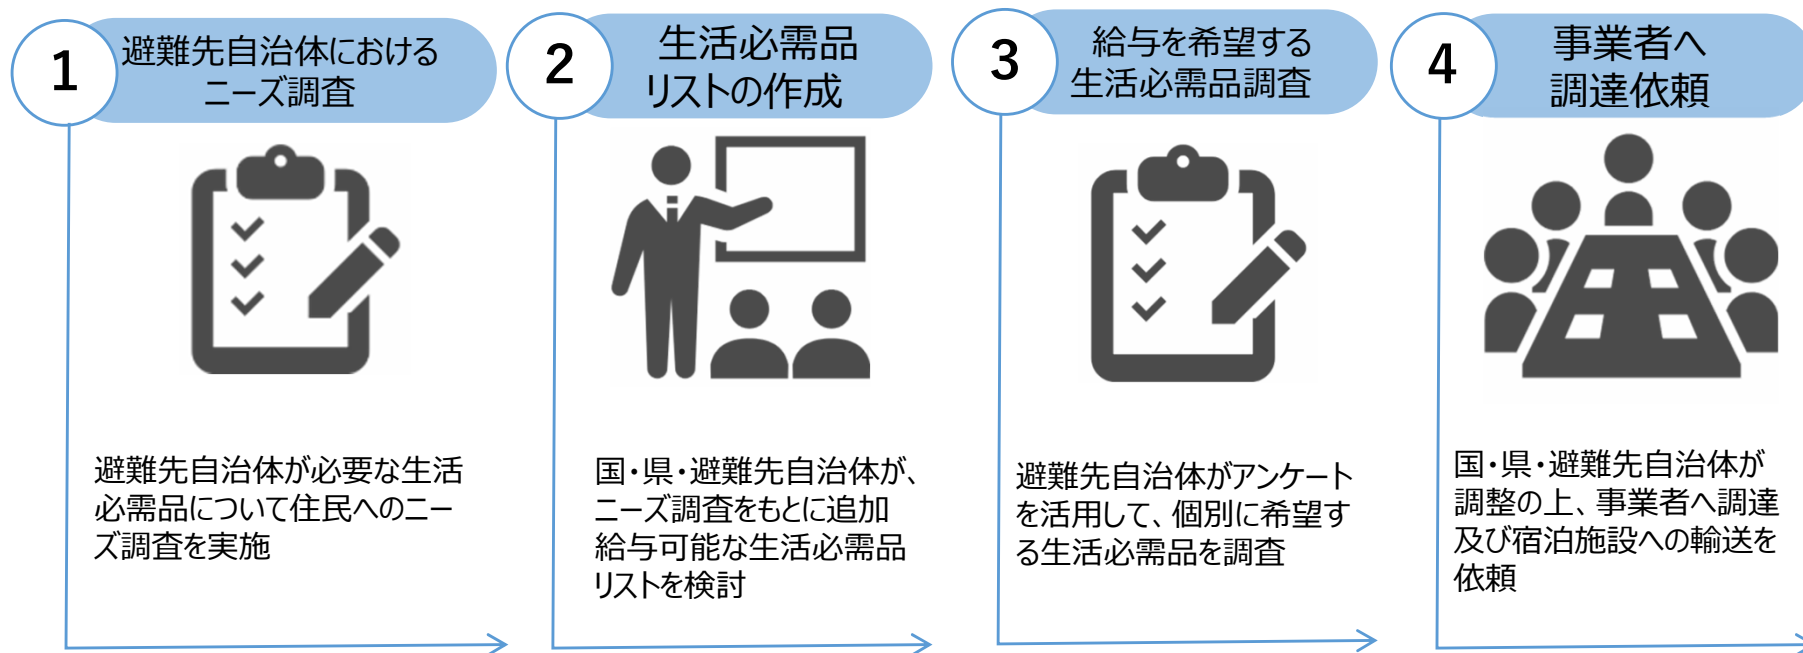 1
避難先自治体における
ニーズ調査
避難先自治体が必要な生活
必需品について住民へのニー
ズ調査を実施
2
生活必需品
リストの作成
国・県・避難先自治体が、
ニーズ調査をもとに追加
給与可能な生活必需品
リストを検討
3
給与を希望する
生活必需品調査
避難先自治体がアンケート
を活用して、個別に希望す
る生活必需品を調査
4
事業者へ
調達依頼
国・県・避難先自治体が
調整の上、事業者へ調達
及び宿泊施設への輸送を
依頼